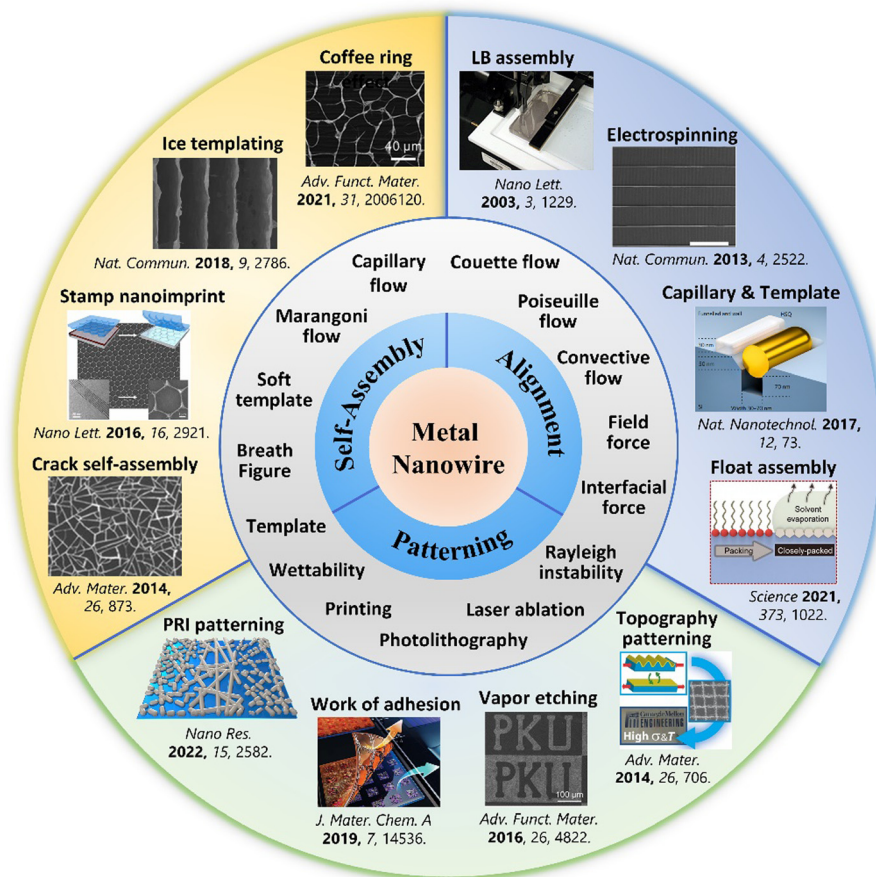 Coffee ring
effect
40 μm
Adv. Funct. Mater.
2021, 31, 2006120.
LB assembly
Nano Lett.
2003, 3, 1229.
Ice templating
Nat. Commun. 2018, 9, 2786.
Electrospinning
Nat. Commun. 2013, 4, 2522.
Stamp nanoimprint
Nano Lett. 2016, 16, 2921.
Capillary & Template
70 nm
Nat. Nanotechnol. 2017,
12, 73.
Crack self-assembly
Adv. Mater. 2014,
26, 873.
Float assembly
Solvent
evaporation
Packing
Closely-packed
Science 2021,
373, 1022.
Capillary
flow
Marangoni
flow
Soft
template
Breath
Figure
Template
Couette flow
Poiseuille
flow
Convective
flow
Field
force
Interfacial
force
Rayleigh
instability
Wettability
Printing
Photolithography
Laser ablation
Self-Assembly
Alignment
Patterning
Metal
Nanowire
PRI patterning
Nano Res.
2022, 15, 2582.
Work of adhesion
J. Mater. Chem. A
2019, 7, 14536.
Vapor etching
PKU
PKU
100 μm
Adv. Funct. Mater.
2016, 26, 4822.
Topography
patterning
Carnegie Mellon
ENGINEERING
High σ&T
Adv. Mater.
2014, 26, 706.